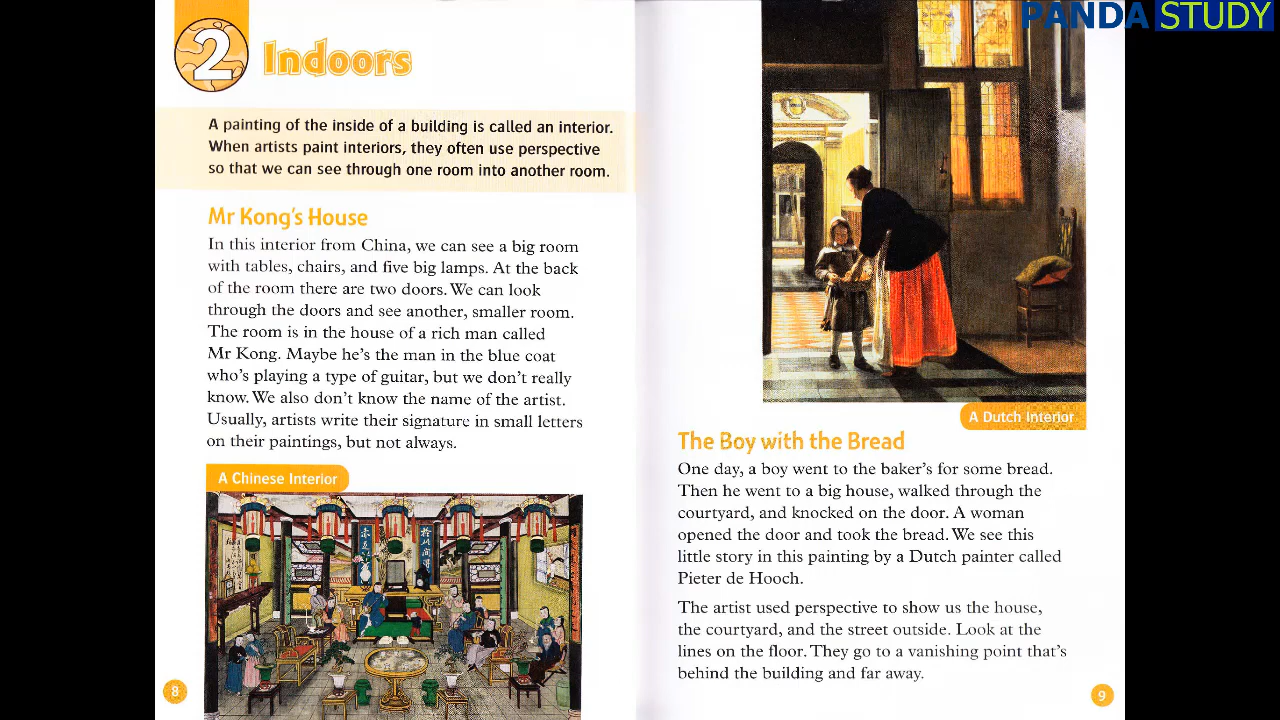 PANDA STUDY
2 Indoors
A painting of the inside of a building is called an interior.
When artists paint interiors, they often use perspective
so that we can see through one room into another room.
Mr Kong's House
In this interior from China, we can see a big room
with tables, chairs, and five big lamps. At the back
of the room there are two doors. We can look
through the doors and see another, smaller room.
The room is in the house of a rich man called
Mr Kong. Maybe he's the man in the blue coat
who's playing a type of guitar, but we don't really
know. We also don't know the name of the artist.
Usually, artists write their signature in small letters
on their paintings, but not always.
A Chinese Interior
8
A Dutch Interior
The Boy with the Bread
One day, a boy went to the baker's for some bread.
Then he went to a big house, walked through the
courtyard, and knocked on the door. A woman
opened the door and took the bread. We see this
little story in this painting by a Dutch painter called
Pieter de Hooch.
The artist used perspective to show us the house,
the courtyard, and the street outside. Look at the
lines on the floor. They go to a vanishing point that's
behind the building and far away.
9